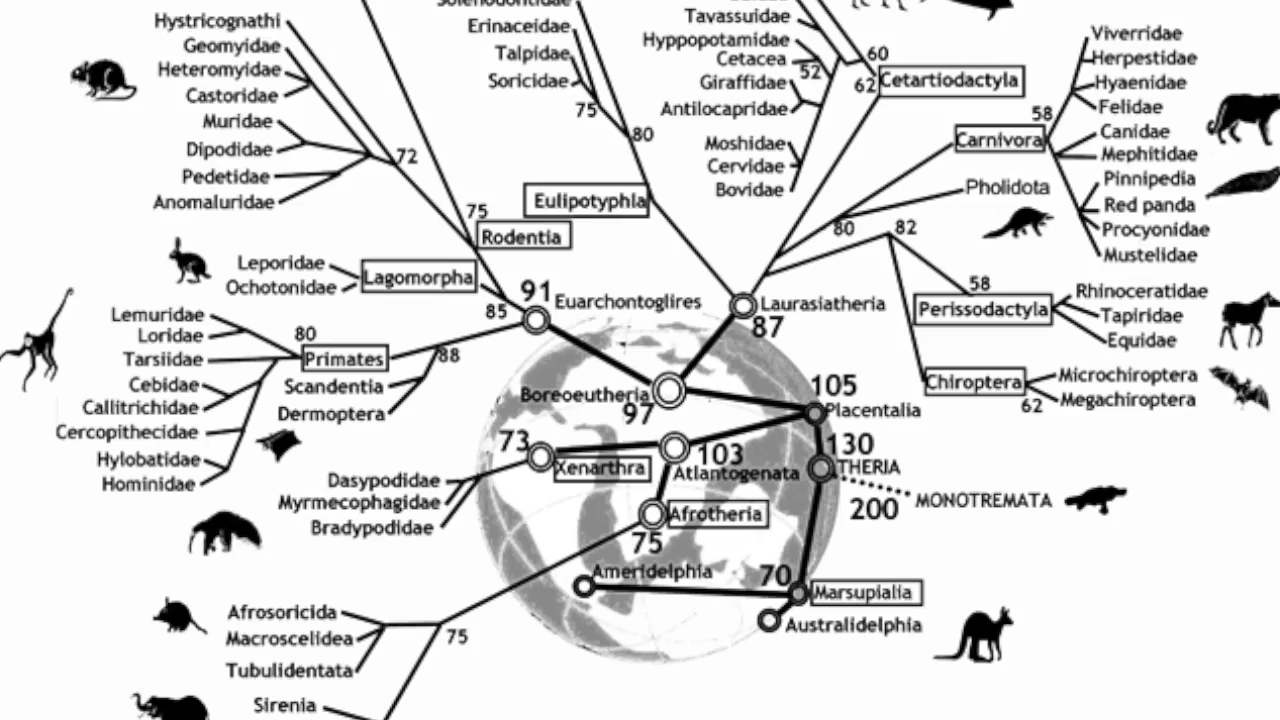 Hystricognathi
Geomyidae
Heteromyidae
Castoridae
Muridae
Dipodidae
Pedetidae
Anomaluridae
72
75
Rodentia
Leporidae
Ochotonidae
Lagomorpha
85
91
Euarchontoglires
Lemuridae
Loridae
Tarsiidae
Cebidae
Callitrichidae
Cercopithecidae
Hylobatidae
Hominidae
80
Primates
88
Scandentia
Dermoptera
Solenodontidae
Erinaceidae
Talpidae
Soricidae
75
80
Eulipotyphla
Tavassuidae
Hyppopotamidae
Cetacea
52
Giraffidae
Antilocapridae
Moshidae
Cervidae
Bovidae
60
62
Cetartiodactyla
Viverridae
Herpestidae
Hyaenidae
Felidae
58
Carnivora
Canidae
Mephitidae
Pinnipedia
Red panda
Procyonidae
Mustelidae
Pholidota
80
82
58
Perissodactyla
Rhinoceratidae
Tapiridae
Equidae
Chiroptera
62
Microchiroptera
Megachiroptera
Laurasiatheria
87
Boreoeutheria
97
105
Placentalia
130
THERIA
200
MONOTREMATA
73
Xenarthra
103
Atlantogenata
Dasypodidae
Myrmecophagidae
Bradypodidae
Afrotheria
75
Ameridelphia
70
Marsupialia
Australidelphia
Afrosoricida
Macroscelidea
Tubulidentata
75
Sirenia